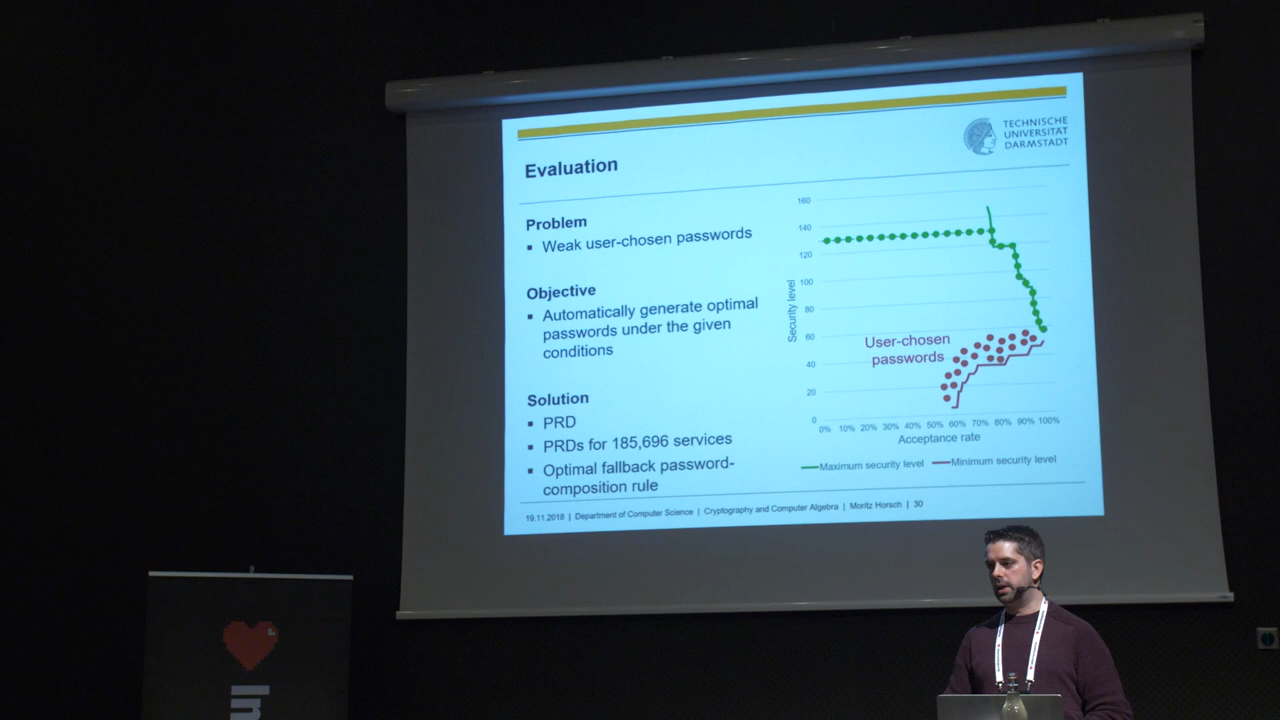 TECHNISCHE
UNIVERSITÄT
DARMSTADT
Evaluation
Problem
▪ Weak user-chosen passwords
Objective
▪ Automatically generate optimal
passwords under the given
conditions
Solution
▪ PRD
▪ PRDs for 185,696 services
▪ Optimal fallback password-
composition rule
160
140
120
100
80
60
40
20
0
Security level
User-chosen
passwords
0% 10% 20% 30% 40% 50% 60% 70% 80% 90% 100%
Acceptance rate
Maximum security level Minimum security level
19.11.2018 | Department of Computer Science | Cryptography and Computer Algebra | Moritz Horsch | 30
In